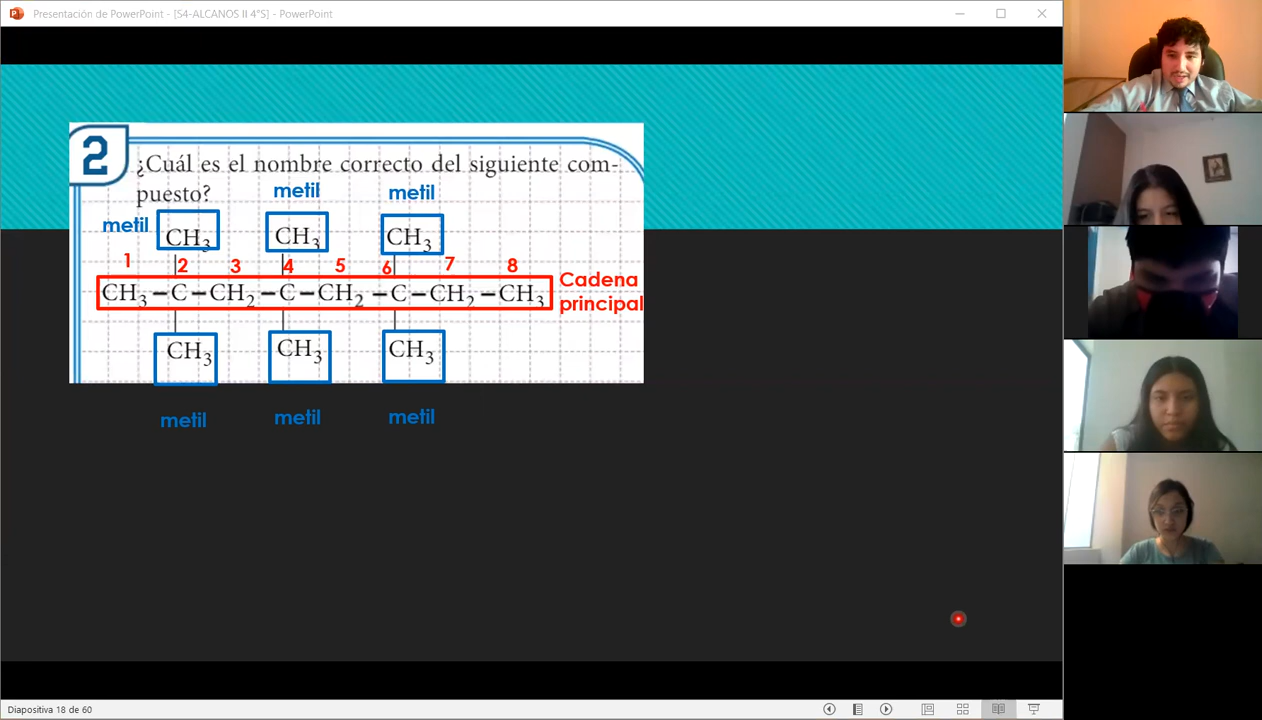 Presentación de PowerPoint - [S4-ALCANOS II 4°S] - PowerPoint
2
¿Cuál es el nombre correcto del siguiente com-
puesto?
metil metil
metil
CH3 CH3 CH3
1 2 3 4 5 6 7 8
CH3 – C – CH2 – C – CH2 – C – CH2 – CH3
Cadena
principal
CH3 CH3 CH3
metil metil metil
Diapositiva 18 de 60